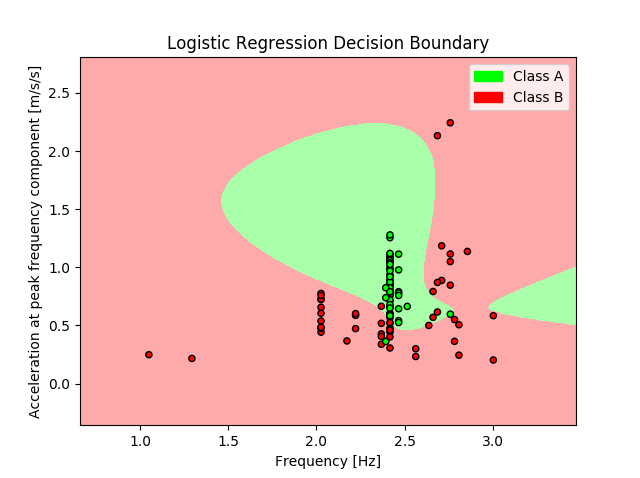 Logistic Regression Decision Boundary
Class A
Class B
Acceleration at peak frequency component [m/s/s]
2.5
2.0
1.5
1.0
0.5
0.0
1.0
1.5
2.0
2.5
3.0
Frequency [Hz]